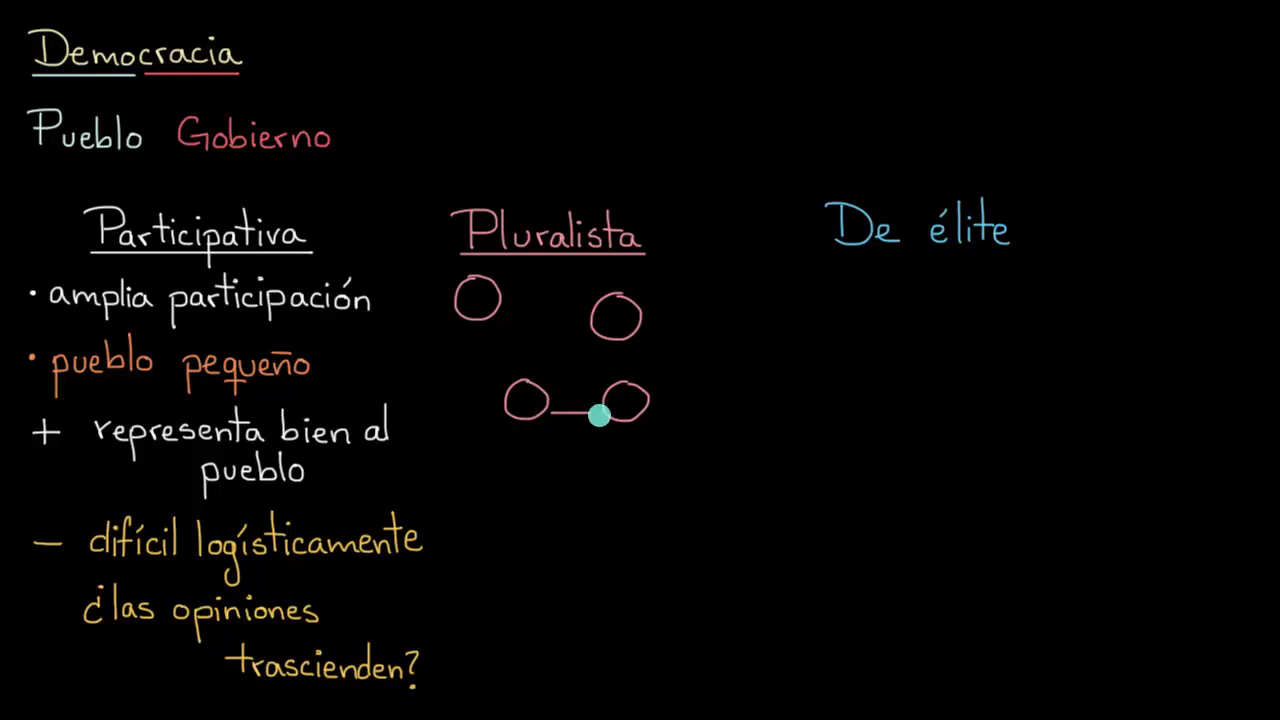 Democracia
Pueblo Gobierno
Participativa
• amplia participación
• pueblo pequeño
+ representa bien al
pueblo
– difícil logísticamente
¿las opiniones
trascienden?
Pluralista
De élite